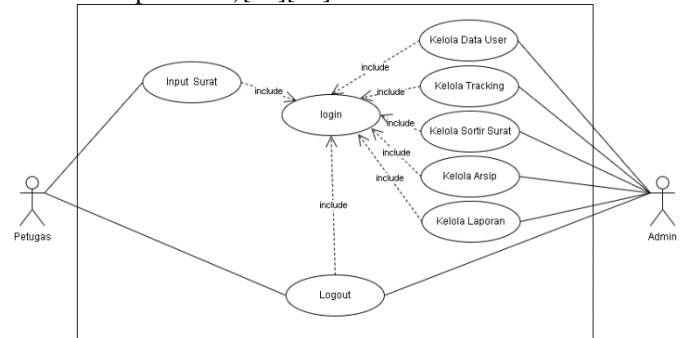 Kelola Data User
include
Input Surat
include
Kelola Tracking
include
login
include
Kelola Sortir Surat
include
Kelola Arsip
include
include
Kelola Laporan
Petugas
Admin
Logout